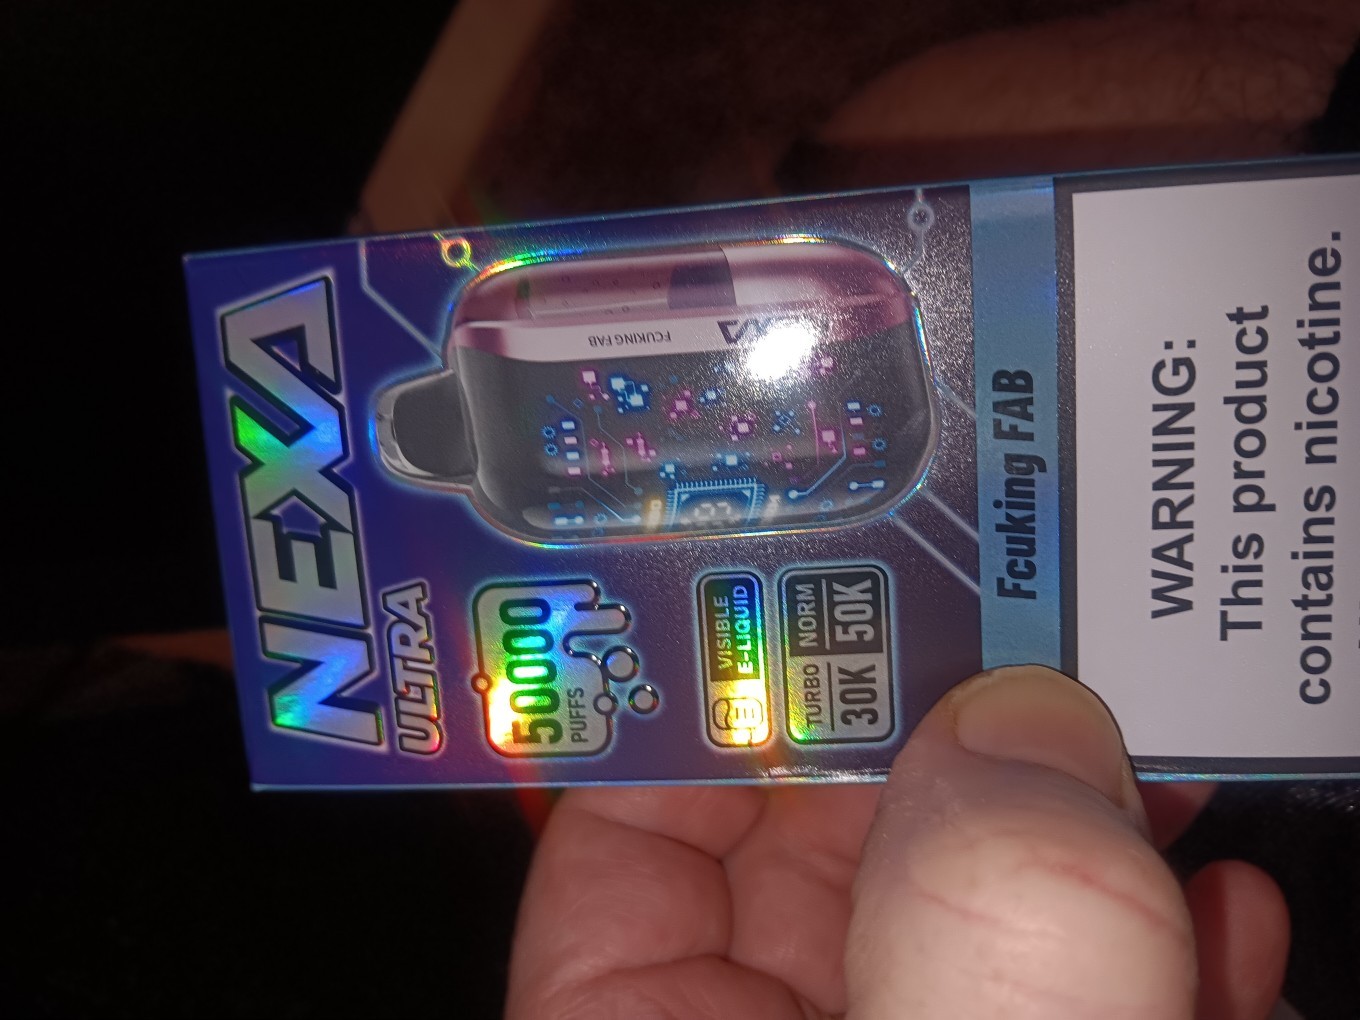 NEXA
ULTRA
50000
PUFFS
VISIBLE
E-LIQUID
TURBO NORM
30K 50K
FCUKING FAB
NEXA
Fcuking FAB
WARNING:
This product
contains nicotine.